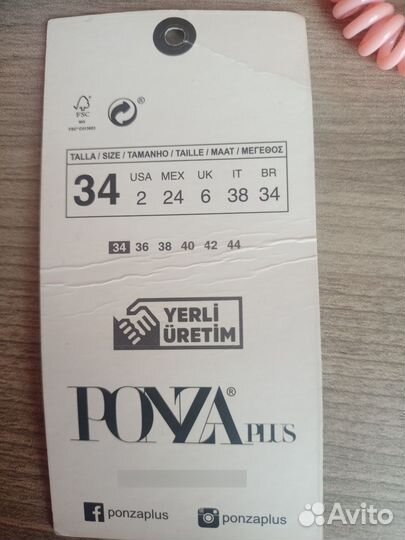 FSC
TALLA / SIZE / TAMANHO / TAILLE / MAAT / ΜΕΓΕΘΟΣ
34 USA MEX UK IT BR
2 24 6 38 34
34 36 38 40 42 44
YERLİ
ÜRETİM
PONZA® PLUS
ponzaplus ponzaplus
Avito